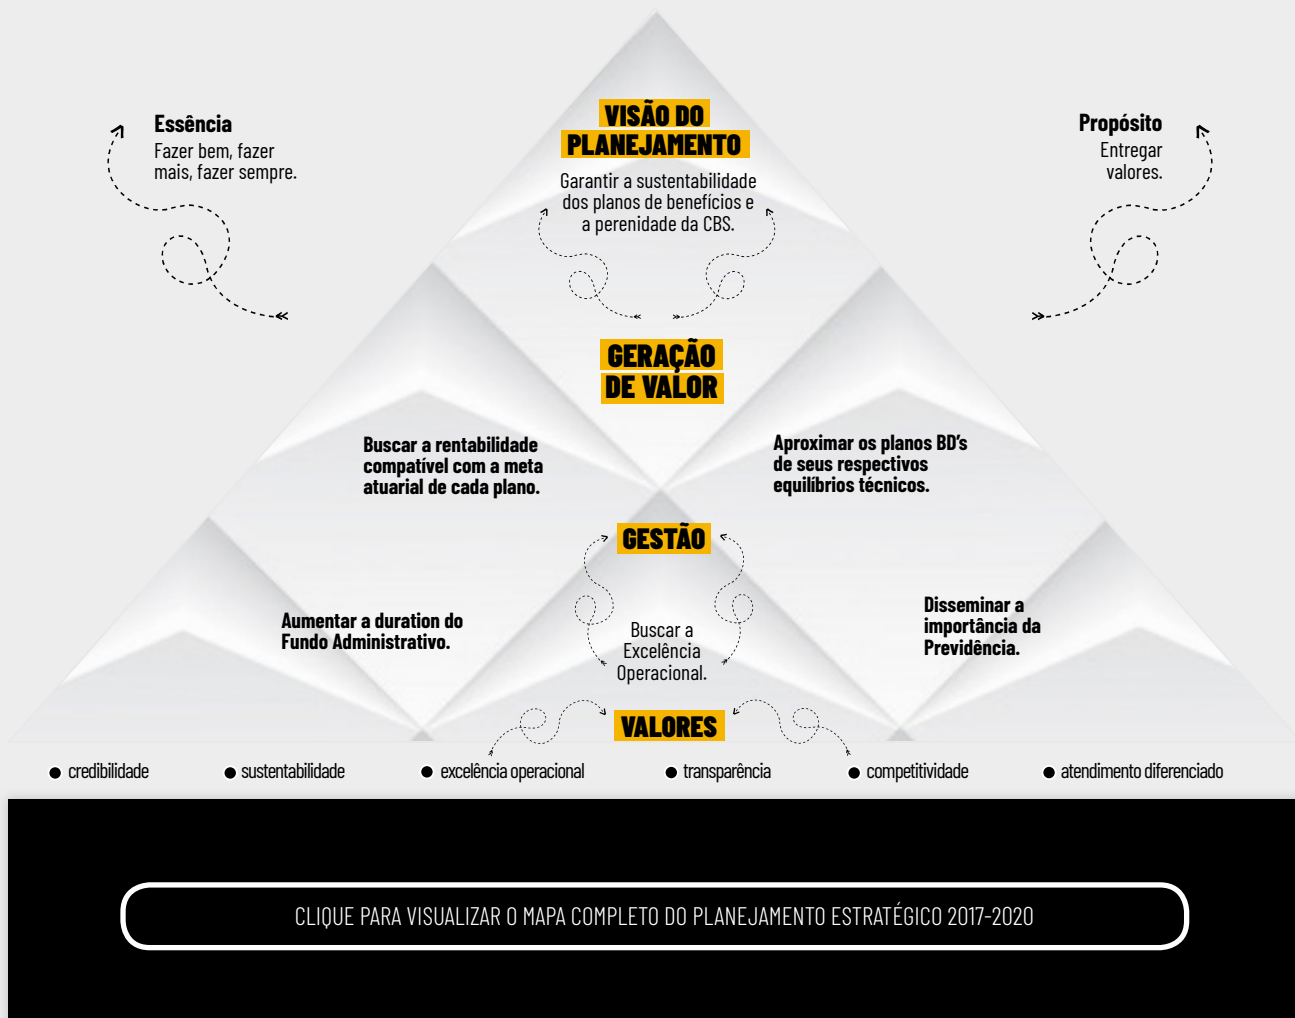 Essência
Fazer bem, fazer
mais, fazer sempre.
VISÃO DO
PLANEJAMENTO
Garantir a sustentabilidade
dos planos de benefícios e
a perenidade da CBS.
Propósito
Entregar
valores.
GERAÇÃO
DE VALOR
Buscar a rentabilidade
compatível com a meta
atuarial de cada plano.
Aproximar os planos BD's
de seus respectivos
equilíbrios técnicos.
GESTÃO
Aumentar a duration do
Fundo Administrativo.
Buscar a
Excelência
Operacional.
Disseminar a
importância da
Previdência.
VALORES
● credibilidade
● sustentabilidade
● excelência operacional
● transparência
● competitividade
● atendimento diferenciado
CLIQUE PARA VISUALIZAR O MAPA COMPLETO DO PLANEJAMENTO ESTRATÉGICO 2017-2020